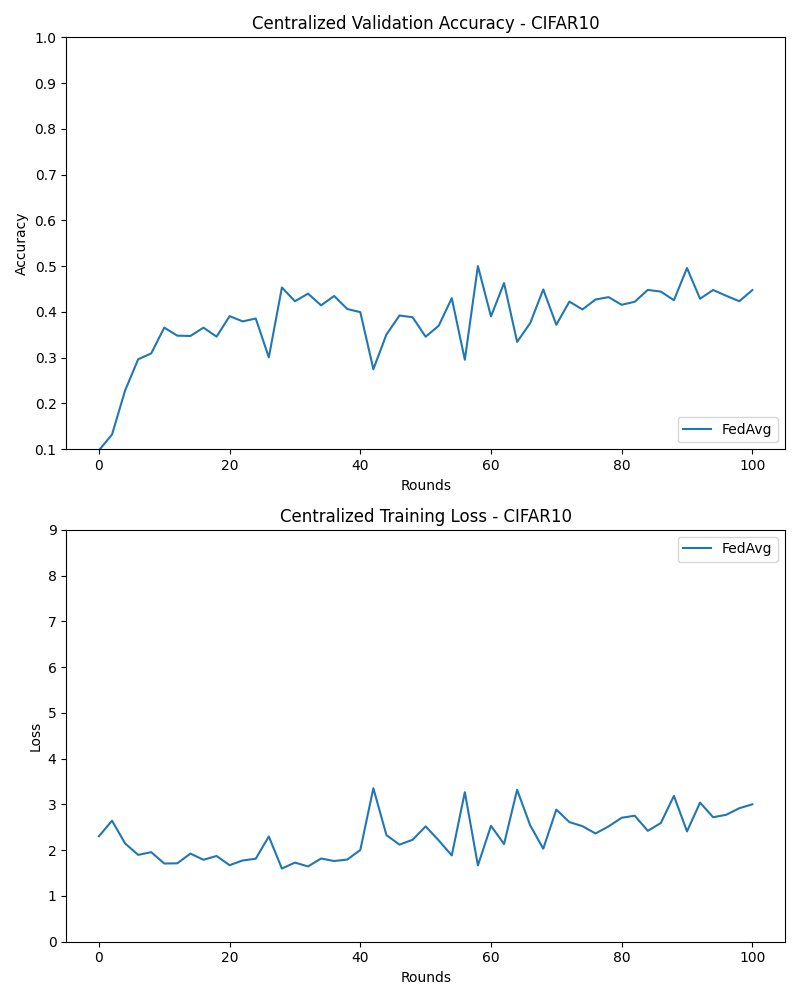 Centralized Validation Accuracy - CIFAR10
1.0
0.9
0.8
0.7
0.6
0.5
0.4
0.3
0.2
0.1
Accuracy
FedAvg
0 20 40 60 80 100
Rounds
Centralized Training Loss - CIFAR10
9
8
7
6
5
4
3
2
1
0
Loss
FedAvg
0 20 40 60 80 100
Rounds